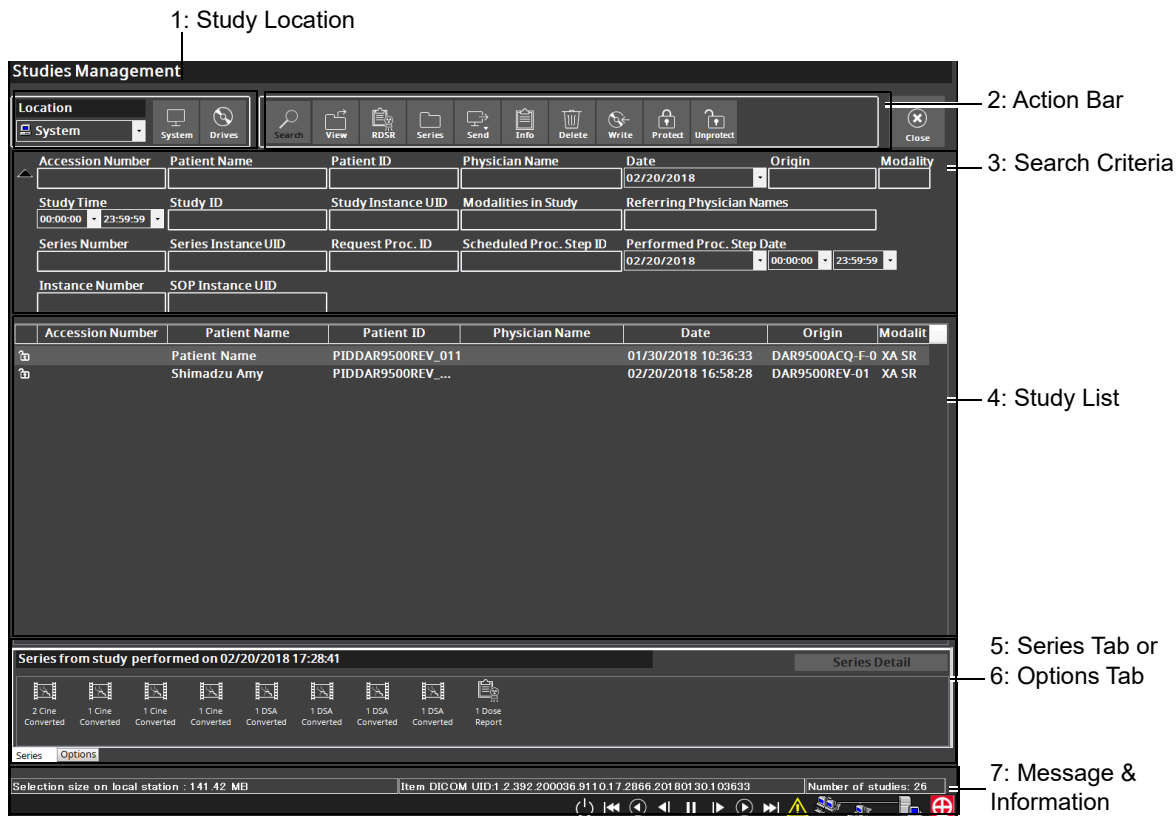 1: Study Location
Studies Management
Location
System
System Drives
Search View RDSR Series Send Info Delete Write Protect Unprotect
Close
2: Action Bar
Accession Number Patient Name Patient ID Physician Name Date Origin Modality
02/20/2018
3: Search Criteria
Study Time Study ID Study Instance UID Modalities in Study Referring Physician Names
00:00:00 23:59:59
Series Number Series Instance UID Request Proc. ID Scheduled Proc. Step ID Performed Proc. Step Date
02/20/2018 00:00:00 23:59:59
Instance Number SOP Instance UID
Accession Number Patient Name Patient ID Physician Name Date Origin Modalit
Patient Name PIDDAR9500REV_011 01/30/2018 10:36:33 DAR9500ACQ-F-0 XA SR
Shimadzu Amy PIDDAR9500REV_... 02/20/2018 16:58:28 DAR9500REV-01 XA SR
4: Study List
Series from study performed on 02/20/2018 17:28:41
Series Detail
5: Series Tab or
6: Options Tab
2 Cine 1 Cine 1 Cine 1 Cine 1 DSA 1 DSA 1 DSA 1 DSA 1 Dose
Converted Converted Converted Converted Converted Converted Converted Converted Report
Series Options
Selection size on local station : 141.42 MB Item DICOM UID:1.2.392.200036.9110.17.2866.20180130.103633 Number of studies: 26
7: Message &
Information